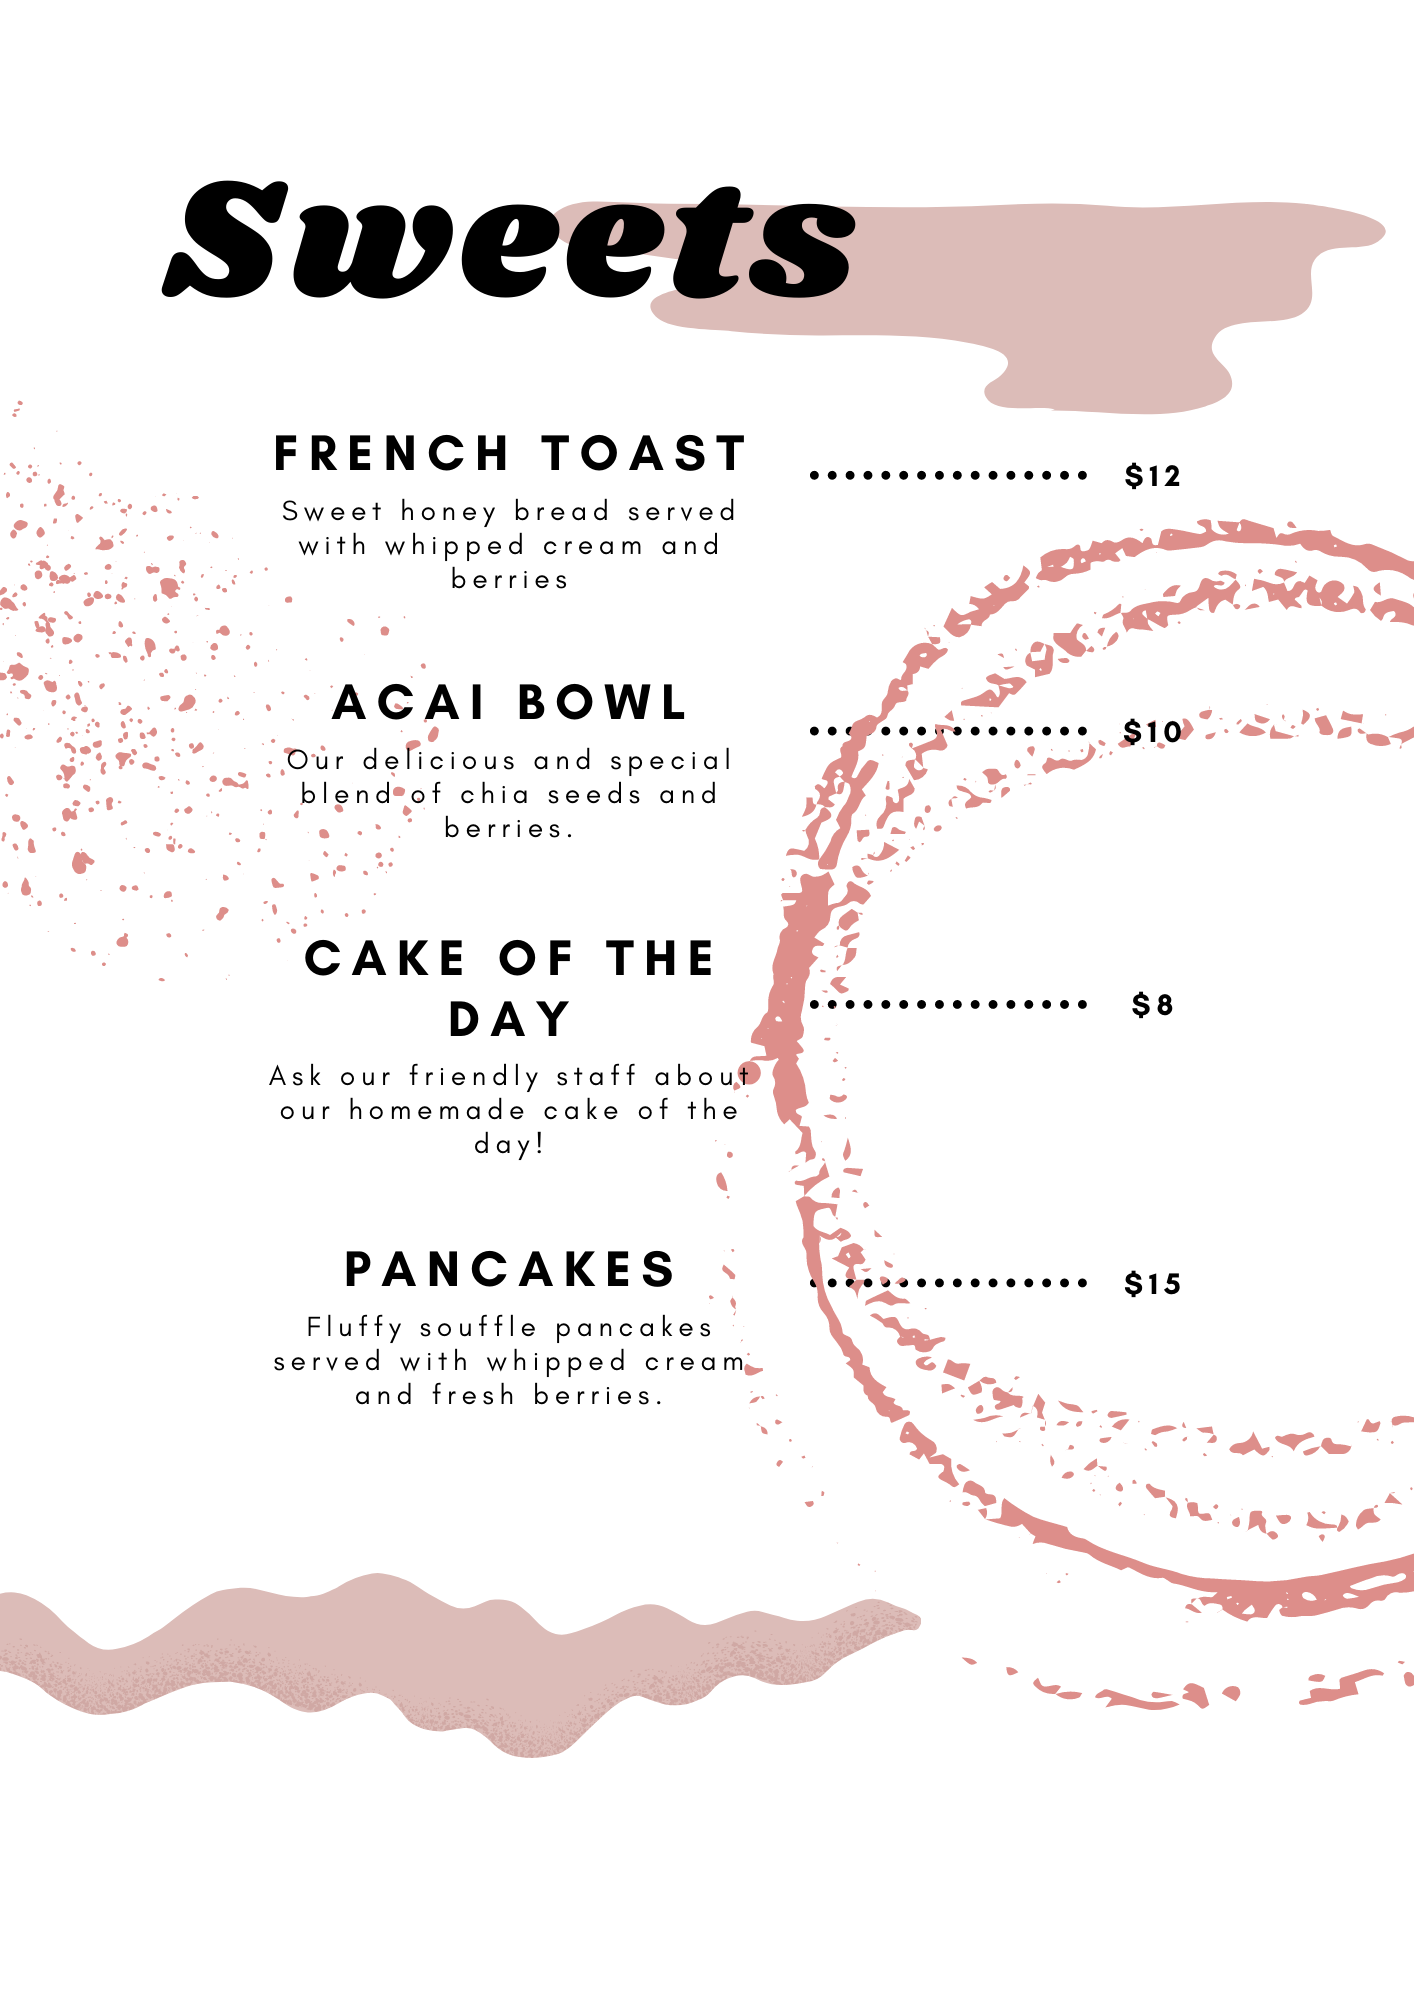 Sweets
FRENCH TOAST
$12
Sweet honey bread served
with whipped cream and
berries
ACAI BOWL
$10
Our delicious and special
blend of chia seeds and
berries.
CAKE OF THE
DAY
$8
Ask our friendly staff about
our homemade cake of the
day!
PANCAKES
$15
Fluffy souffle pancakes
served with whipped cream
and fresh berries.